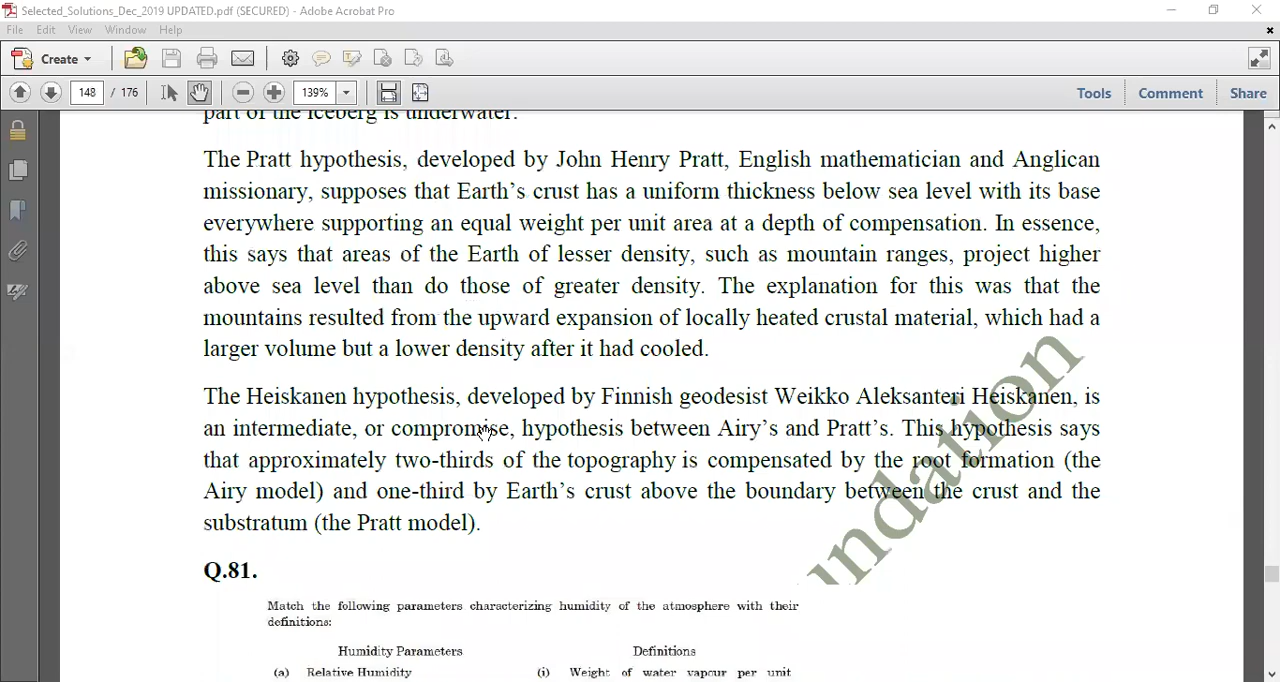 Selected_Solutions_Dec_2019 UPDATED.pdf (SECURED) - Adobe Acrobat Pro
File Edit View Window Help
Create
148 / 176 139% Tools Comment Share
part of the iceberg is underwater.
The Pratt hypothesis, developed by John Henry Pratt, English mathematician and Anglican
missionary, supposes that Earth's crust has a uniform thickness below sea level with its base
everywhere supporting an equal weight per unit area at a depth of compensation. In essence,
this says that areas of the Earth of lesser density, such as mountain ranges, project higher
above sea level than do those of greater density. The explanation for this was that the
mountains resulted from the upward expansion of locally heated crustal material, which had a
larger volume but a lower density after it had cooled.
The Heiskanen hypothesis, developed by Finnish geodesist Weikko Aleksanteri Heiskanen, is
an intermediate, or compromise, hypothesis between Airy's and Pratt's. This hypothesis says
that approximately two-thirds of the topography is compensated by the root formation (the
Airy model) and one-third by Earth's crust above the boundary between the crust and the
substratum (the Pratt model).
undation
Q.81.
Match the following parameters characterizing humidity of the atmosphere with their
definitions:
Humidity Parameters Definitions
(a) Relative Humidity (i) Weight of water vapour per unit